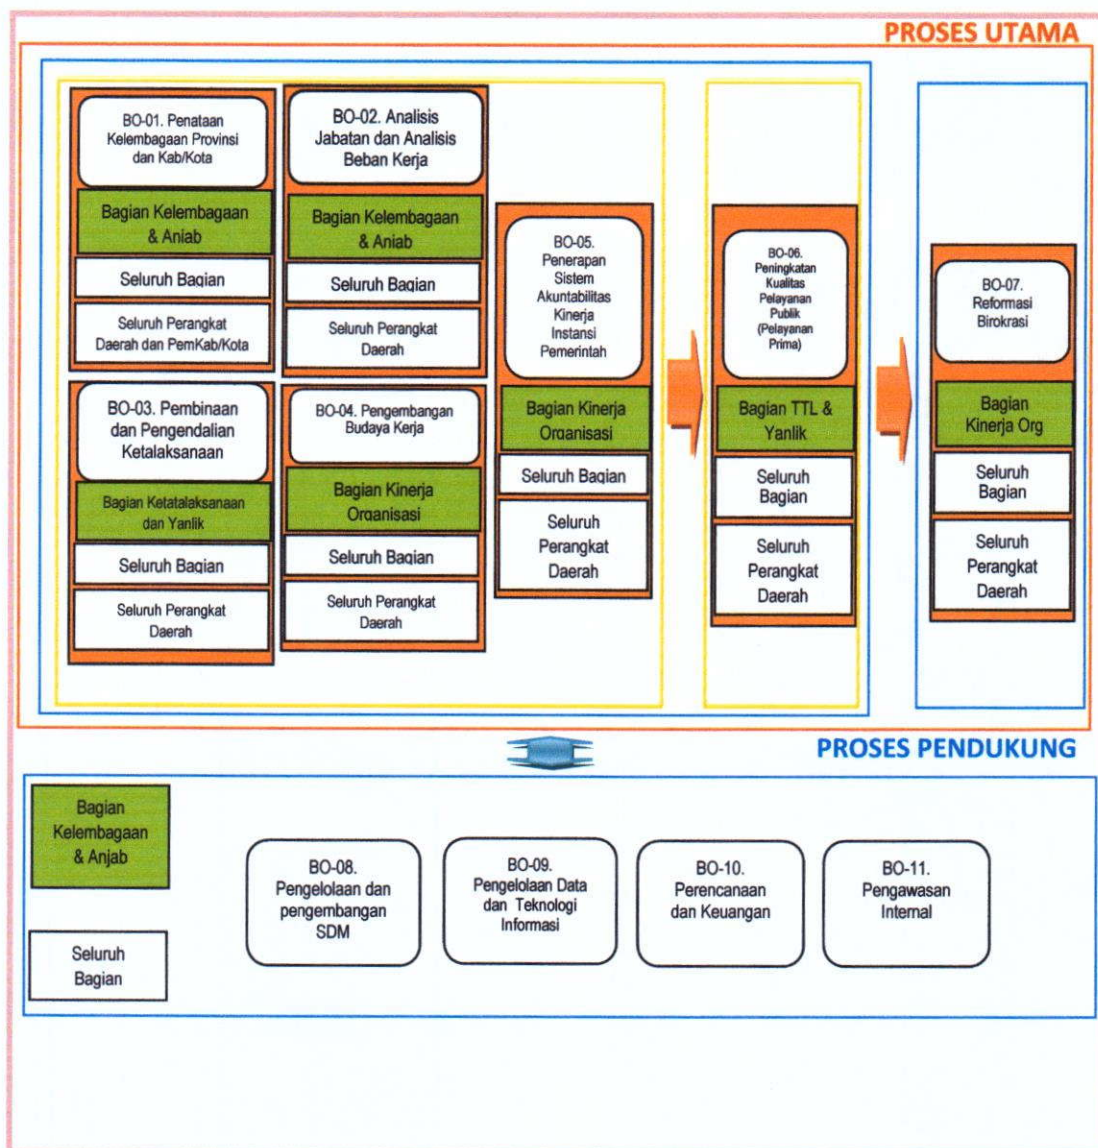 PROSES UTAMA
BO-01. Penataan
Kelembagaan Provinsi
dan Kab/Kota
Bagian Kelembagaan
& Aniab
Seluruh Bagian
Seluruh Perangkat
Daerah dan PemKab/Kota
BO-02. Analisis
Jabatan dan Analisis
Beban Kerja
Bagian Kelembagaan
& Aniab
Seluruh Bagian
Seluruh Perangkat
Daerah
BO-03. Pembinaan
dan Pengendalian
Ketalaksanaan
Bagian Ketatalaksanaan
dan Yanlik
Seluruh Bagian
Seluruh Perangkat
Daerah
BO-04. Pengembangan
Budaya Kerja
Bagian Kinerja
Organisasi
Seluruh Bagian
Seluruh Perangkat
Daerah
BO-05.
Penerapan
Sistem
Akuntabilitas
Kinerja
Instansi
Pemerintah
Bagian Kinerja
Organisasi
Seluruh Bagian
Seluruh
Perangkat
Daerah
BO-06.
Peningkatan
Kualitas
Pelayanan
Publik
(Pelayanan
Prima)
Bagian TTL &
Yanlik
Seluruh
Bagian
Seluruh
Perangkat
Daerah
BO-07.
Reformasi
Birokrasi
Bagian
Kinerja Org
Seluruh
Bagian
Seluruh
Perangkat
Daerah
PROSES PENDUKUNG
Bagian
Kelembagaan
& Anjab
Seluruh
Bagian
BO-08.
Pengelolaan dan
pengembangan
SDM
BO-09.
Pengelolaan Data
dan Teknologi
Informasi
BO-10.
Perencanaan
dan Keuangan
BO-11.
Pengawasan
Internal